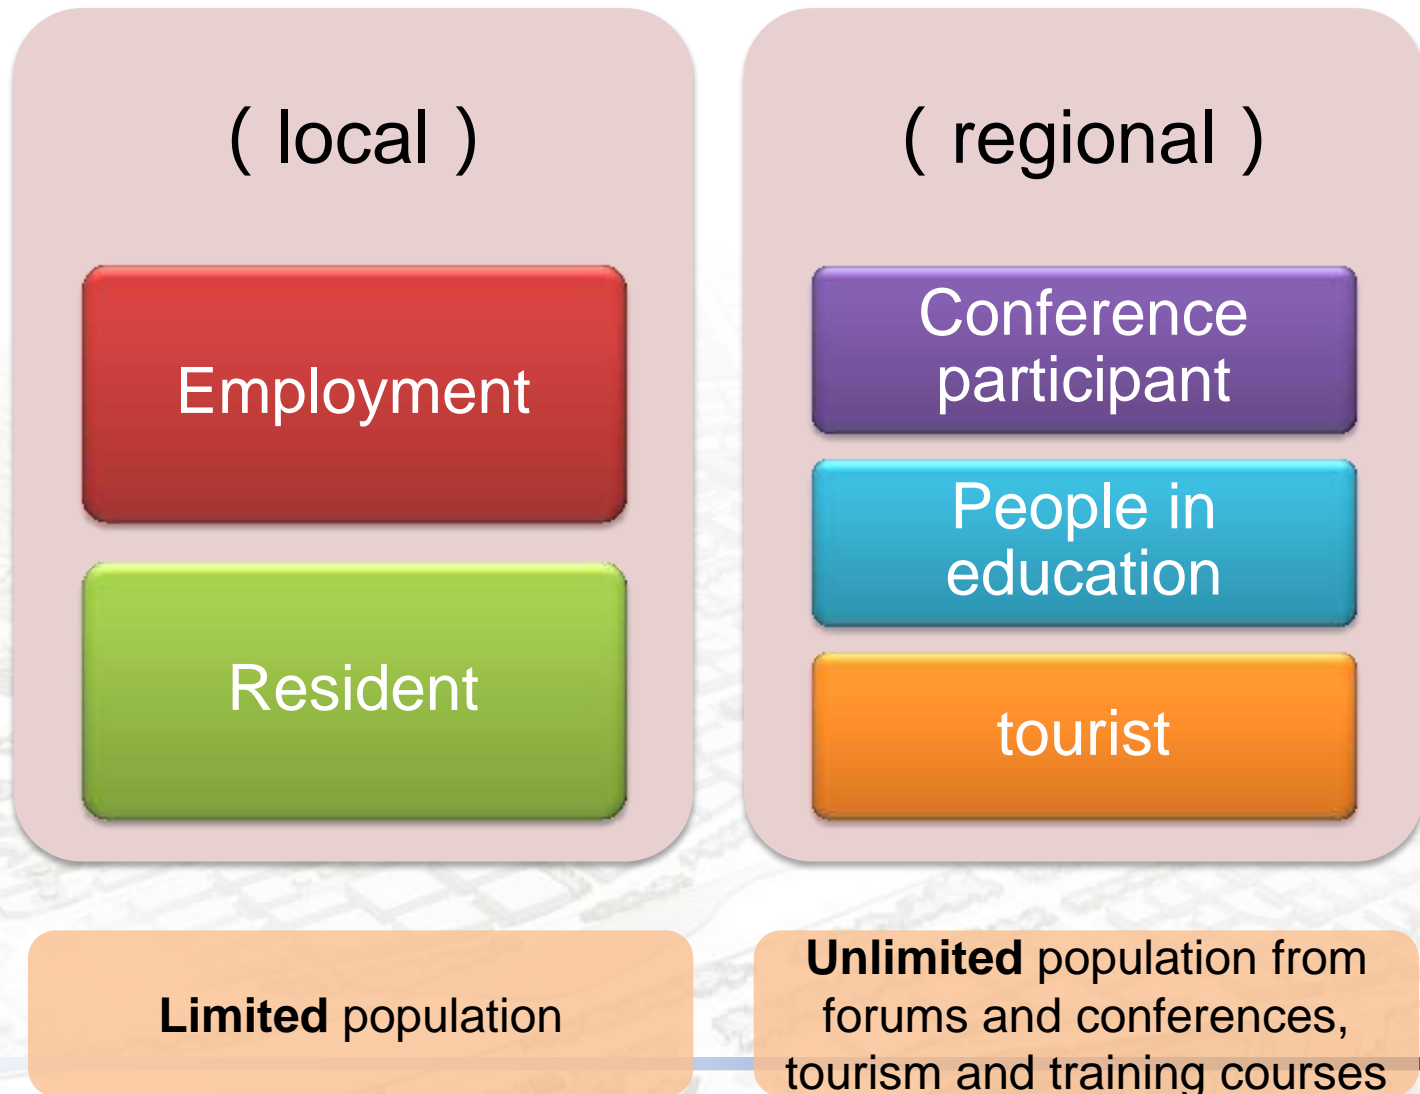 ( local )
Employment
Resident
Limited population
( regional )
Conference
participant
People in
education
tourist
Unlimited population from
forums and conferences,
tourism and training courses